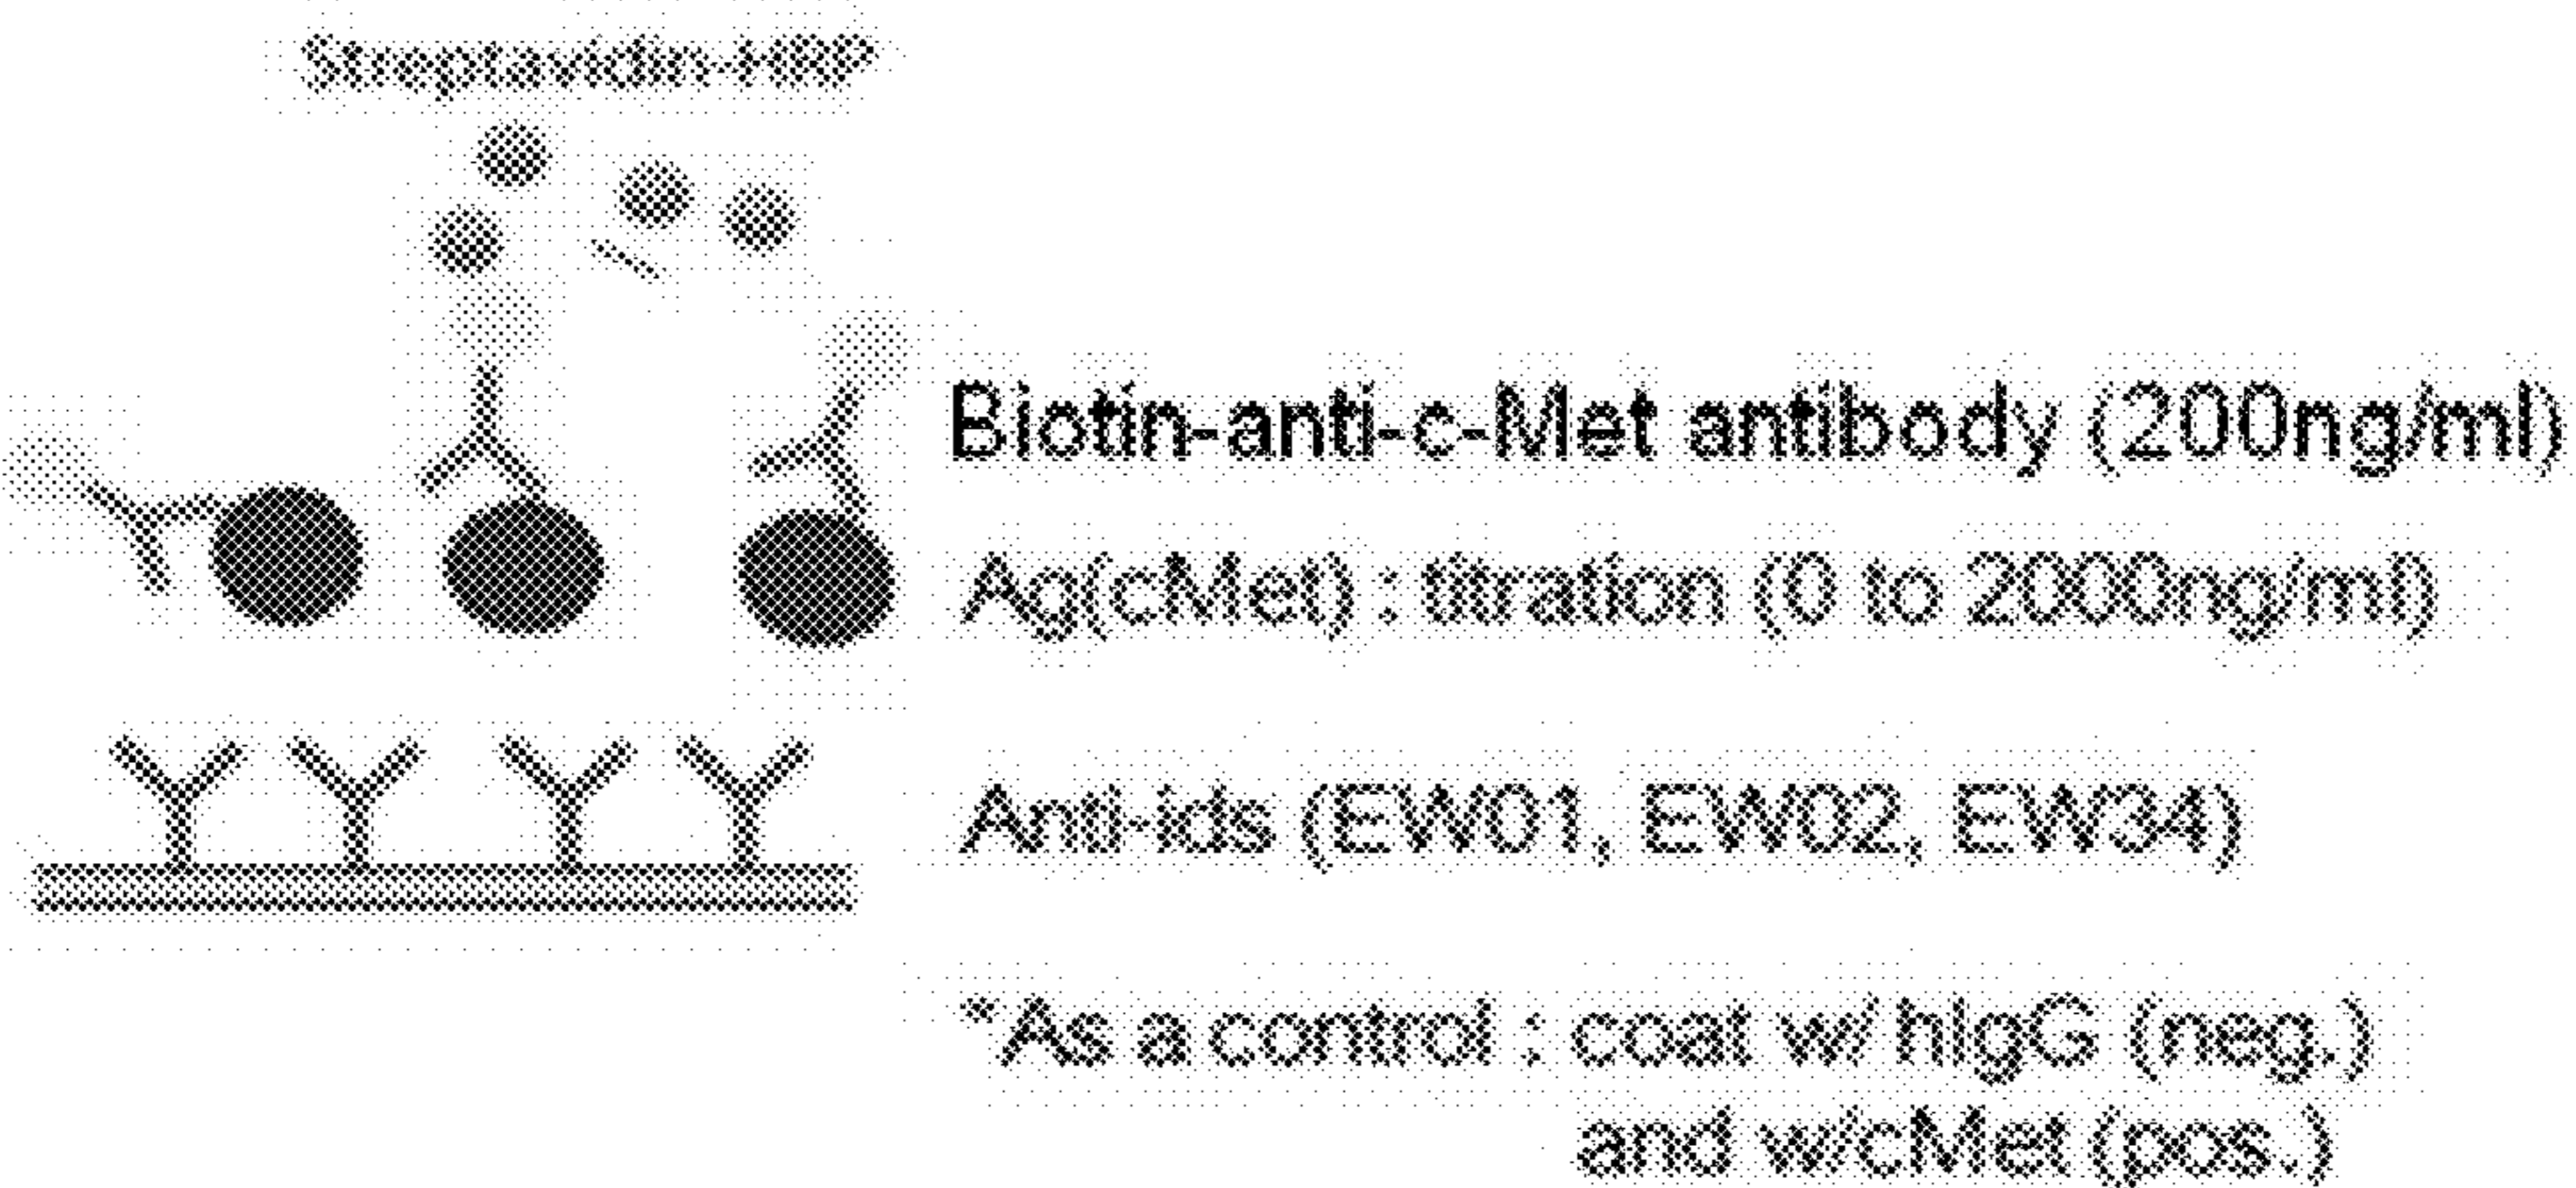 Streptavidin-HRP
Biotin-anti-c-Met antibody (200ng/ml)
Ag(cMet) : titration (0 to 2000ng/ml)
Anti-ids (EW01, EW02, EW34)
*As a control : coat w/ hIgG (neg.)
and w/cMet (pos.)